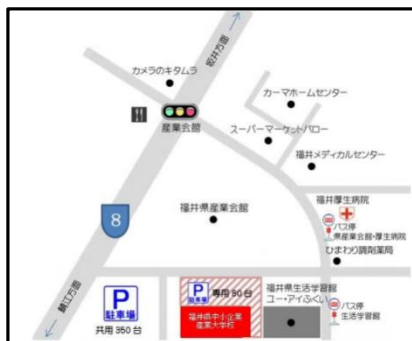 坂井方面
カメラのキタムラ
カーマホームセンター
産業会館
スーパーマーケットバロー
福井メディカルセンター
福井県産業会館
福井厚生病院
バス停
県産業会館・厚生病院
8
ひまわり調剤薬局
鯖江方面
P
駐車場
共用 350 台
P
駐車場
専用 90 台
福井県中小企業
産業大学校
福井県生活学習館
ユー・アイふくい
バス停
生活学習館